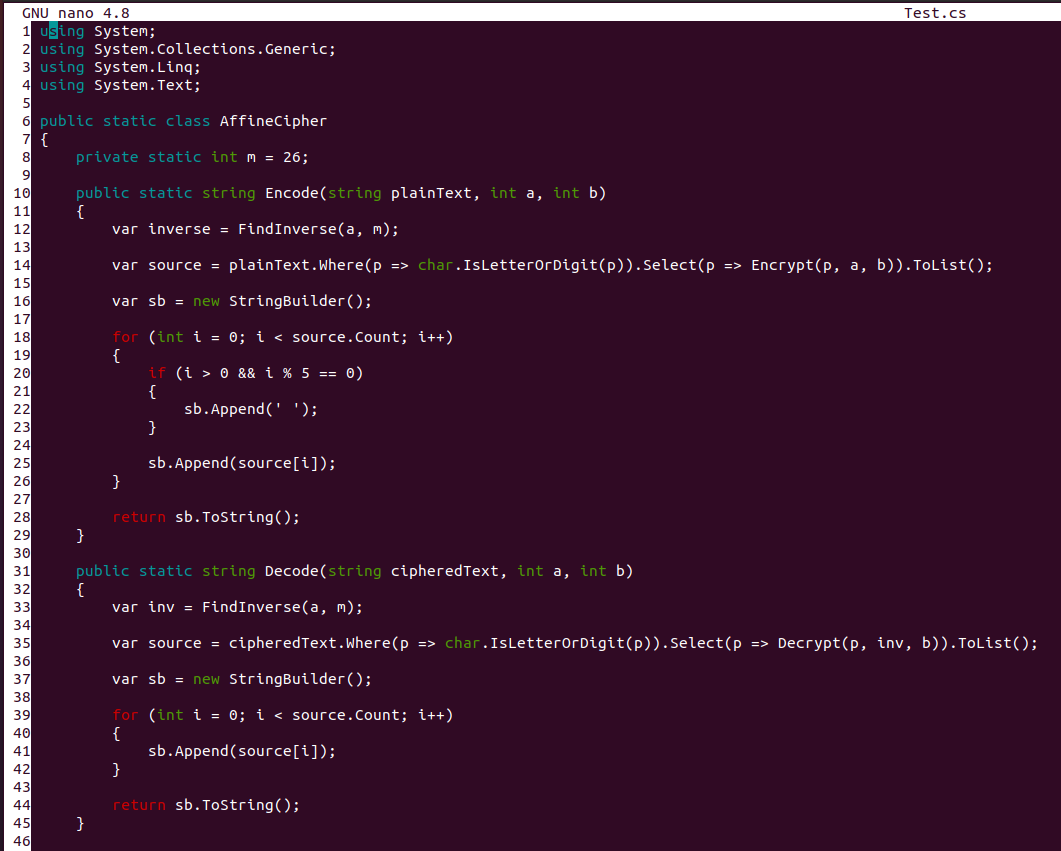 GNU nano 4.8 Test.cs
1 using System;
2 using System.Collections.Generic;
3 using System.Linq;
4 using System.Text;
5
6 public static class AffineCipher
7 {
8     private static int m = 26;
9
10     public static string Encode(string plainText, int a, int b)
11     {
12         var inverse = FindInverse(a, m);
13
14         var source = plainText.Where(p => char.IsLetterOrDigit(p)).Select(p => Encrypt(p, a, b)).ToList();
15
16         var sb = new StringBuilder();
17
18         for (int i = 0; i < source.Count; i++)
19         {
20             if (i > 0 && i % 5 == 0)
21             {
22                 sb.Append(' ');
23             }
24
25             sb.Append(source[i]);
26         }
27
28         return sb.ToString();
29     }
30
31     public static string Decode(string cipheredText, int a, int b)
32     {
33         var inv = FindInverse(a, m);
34
35         var source = cipheredText.Where(p => char.IsLetterOrDigit(p)).Select(p => Decrypt(p, inv, b)).ToList();
36
37         var sb = new StringBuilder();
38
39         for (int i = 0; i < source.Count; i++)
40         {
41             sb.Append(source[i]);
42         }
43
44         return sb.ToString();
45     }
46